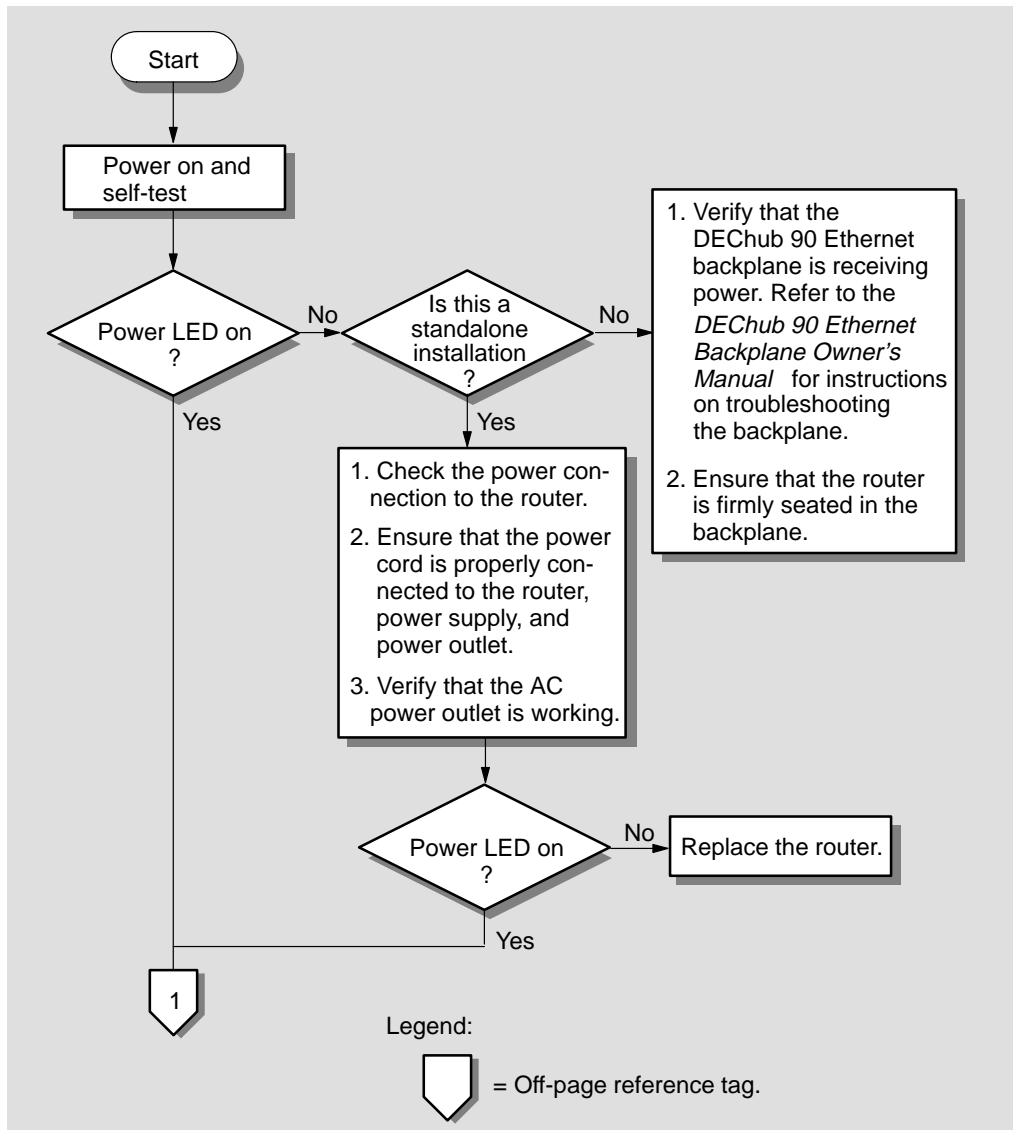 Start
Power on and
self-test
Power LED on
?
No
Yes
Is this a
standalone
installation
?
No
Yes
1. Verify that the
DEChub 90 Ethernet
backplane is receiving
power. Refer to the
DEChub 90 Ethernet
Backplane Owner's
Manual for instructions
on troubleshooting
the backplane.
2. Ensure that the router
is firmly seated in the
backplane.
1. Check the power con-
nection to the router.
2. Ensure that the power
cord is properly con-
nected to the router,
power supply, and
power outlet.
3. Verify that the AC
power outlet is working.
Power LED on
?
No
Replace the router.
Yes
1
Legend:
= Off-page reference tag.